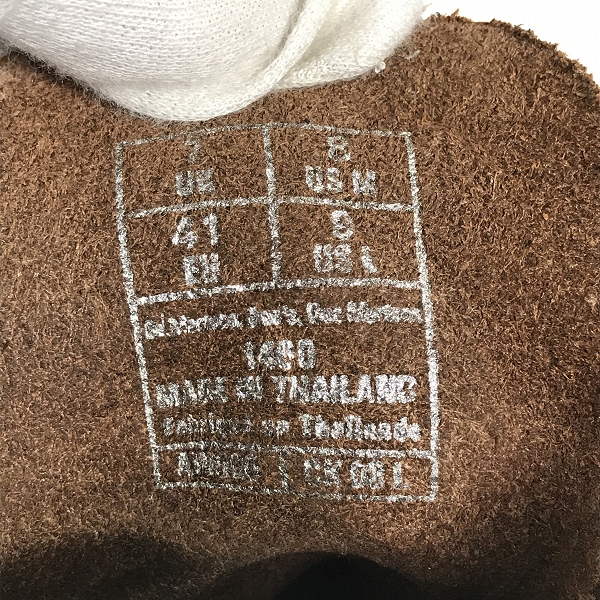 7 8
UK US M
41 9
EU US L
Dr. Martens, Doc's, Doc Martens
1460
MADE IN THAILAND
Fabriqué en Thaïlande